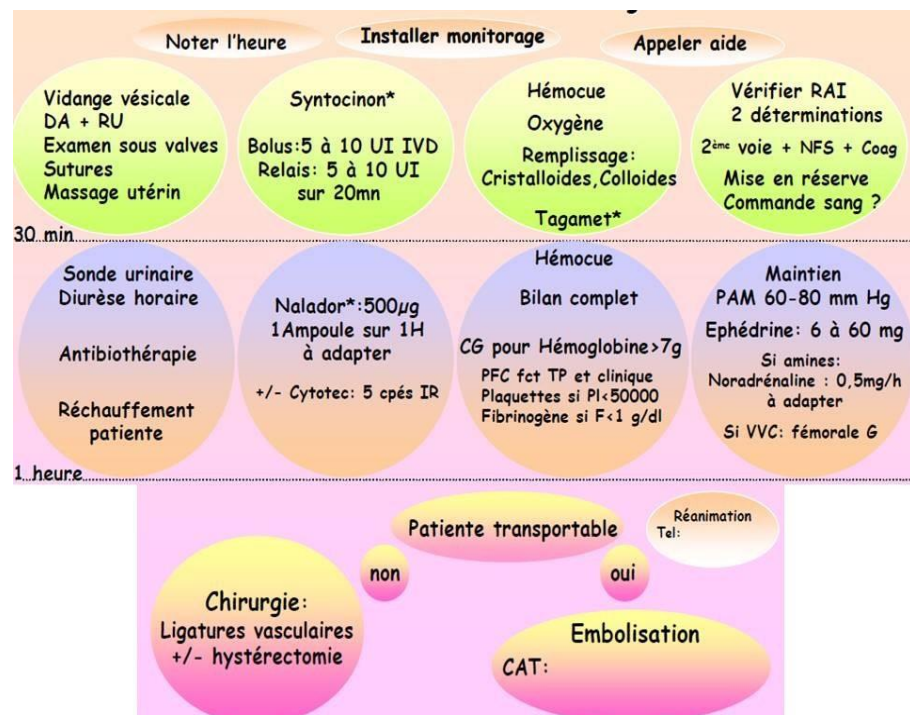 Noter l'heure
Installer monitorage
Appeler aide
Vidange vésicale
DA + RU
Examen sous valves
Sutures
Massage utérin
Syntocinon*
Bolus:5 à 10 UI IVD
Relais: 5 à 10 UI
sur 20mn
Hémocue
Oxygène
Remplissage:
Cristalloides,Colloides
Tagamet*
Vérifier RAI
2 déterminations
2ème voie + NFS + Coag
Mise en réserve
Commande sang ?
30 min
Sonde urinaire
Diurèse horaire
Antibiothérapie
Réchauffement
patiente
Nalador*:500µg
1Ampoule sur 1H
à adapter
+/- Cytotec: 5 cpés IR
Hémocue
Bilan complet
CG pour Hémoglobine>7g
PFC fct TP et clinique
Plaquettes si Pl<50000
Fibrinogène si F<1 g/dl
Maintien
PAM 60-80 mm Hg
Ephédrine: 6 à 60 mg
Si amines:
Noradrénaline : 0,5mg/h
à adapter
Si VVC: fémorale G
1 heure
Patiente transportable
Réanimation
Tel:
non
oui
Chirurgie:
Ligatures vasculaires
+/- hystérectomie
Embolisation
CAT: